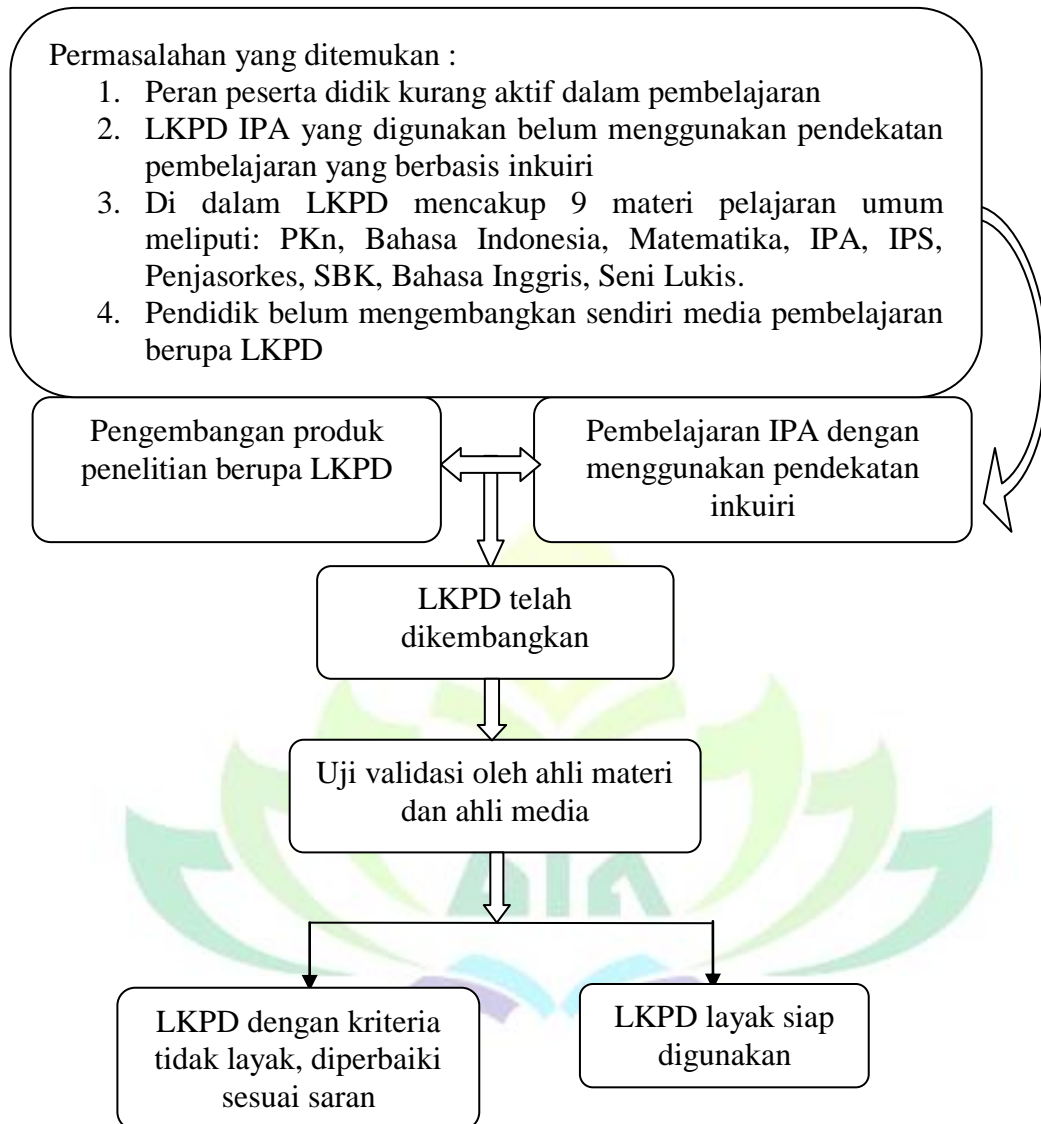 Permasalahan yang ditemukan :
1. Peran peserta didik kurang aktif dalam pembelajaran
2. LKPD IPA yang digunakan belum menggunakan pendekatan
pembelajaran yang berbasis inkuiri
3. Di dalam LKPD mencakup 9 materi pelajaran umum
meliputi: PKn, Bahasa Indonesia, Matematika, IPA, IPS,
Penjasorkes, SBK, Bahasa Inggris, Seni Lukis.
4. Pendidik belum mengembangkan sendiri media pembelajaran
berupa LKPD
Pengembangan produk
penelitian berupa LKPD
Pembelajaran IPA dengan
menggunakan pendekatan
inkuiri
LKPD telah
dikembangkan
Uji validasi oleh ahli materi
dan ahli media
LKPD dengan kriteria
tidak layak, diperbaiki
sesuai saran
LKPD layak siap
digunakan